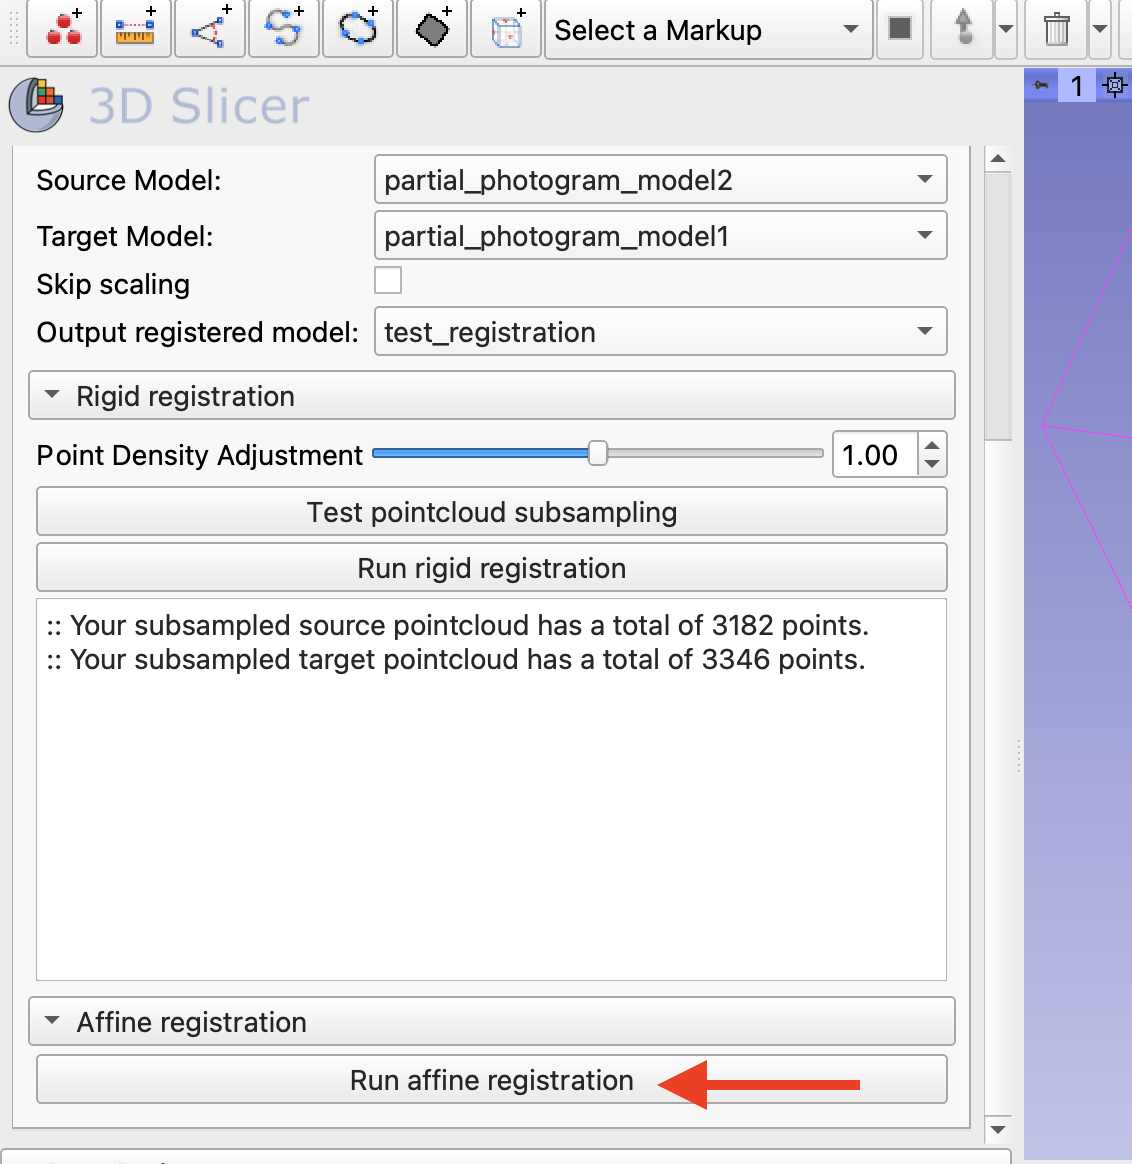 Select a Markup
1
3D Slicer
Source Model: partial_photogram_model2
Target Model: partial_photogram_model1
Skip scaling
Output registered model: test_registration
Rigid registration
Point Density Adjustment 1.00
Test pointcloud subsampling
Run rigid registration
:: Your subsampled source pointcloud has a total of 3182 points.
:: Your subsampled target pointcloud has a total of 3346 points.
Affine registration
Run affine registration